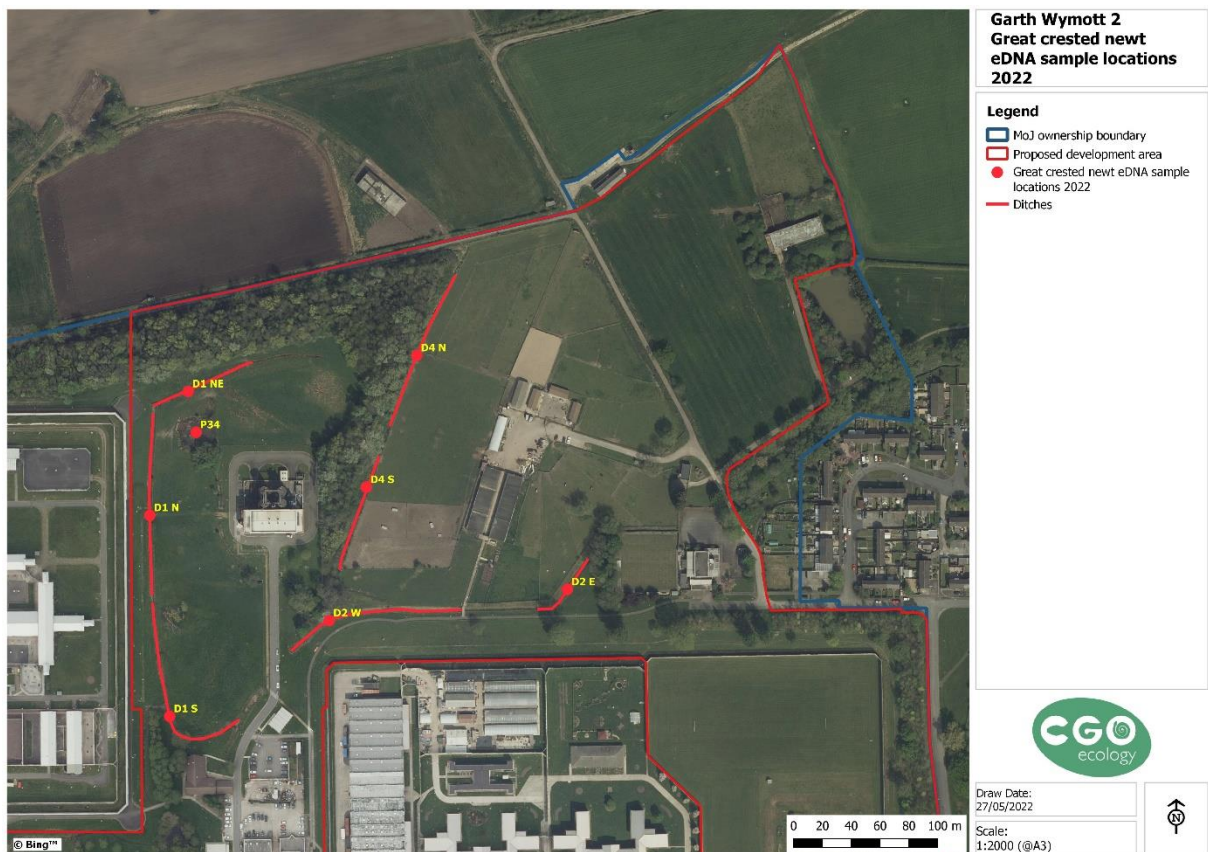 Garth Wymott 2
Great crested newt
eDNA sample locations
2022
Legend
MoJ ownership boundary
Proposed development area
Great crested newt eDNA sample
locations 2022
Ditches
D4 N
D1 NE
P34
D4 S
D1 N
D2 E
D2 W
D1 S
CGO
ecology
Draw Date:
27/05/2022
Scale:
1:2000 (@A3)
N
0 20 40 60 80 100 m
© Bing™